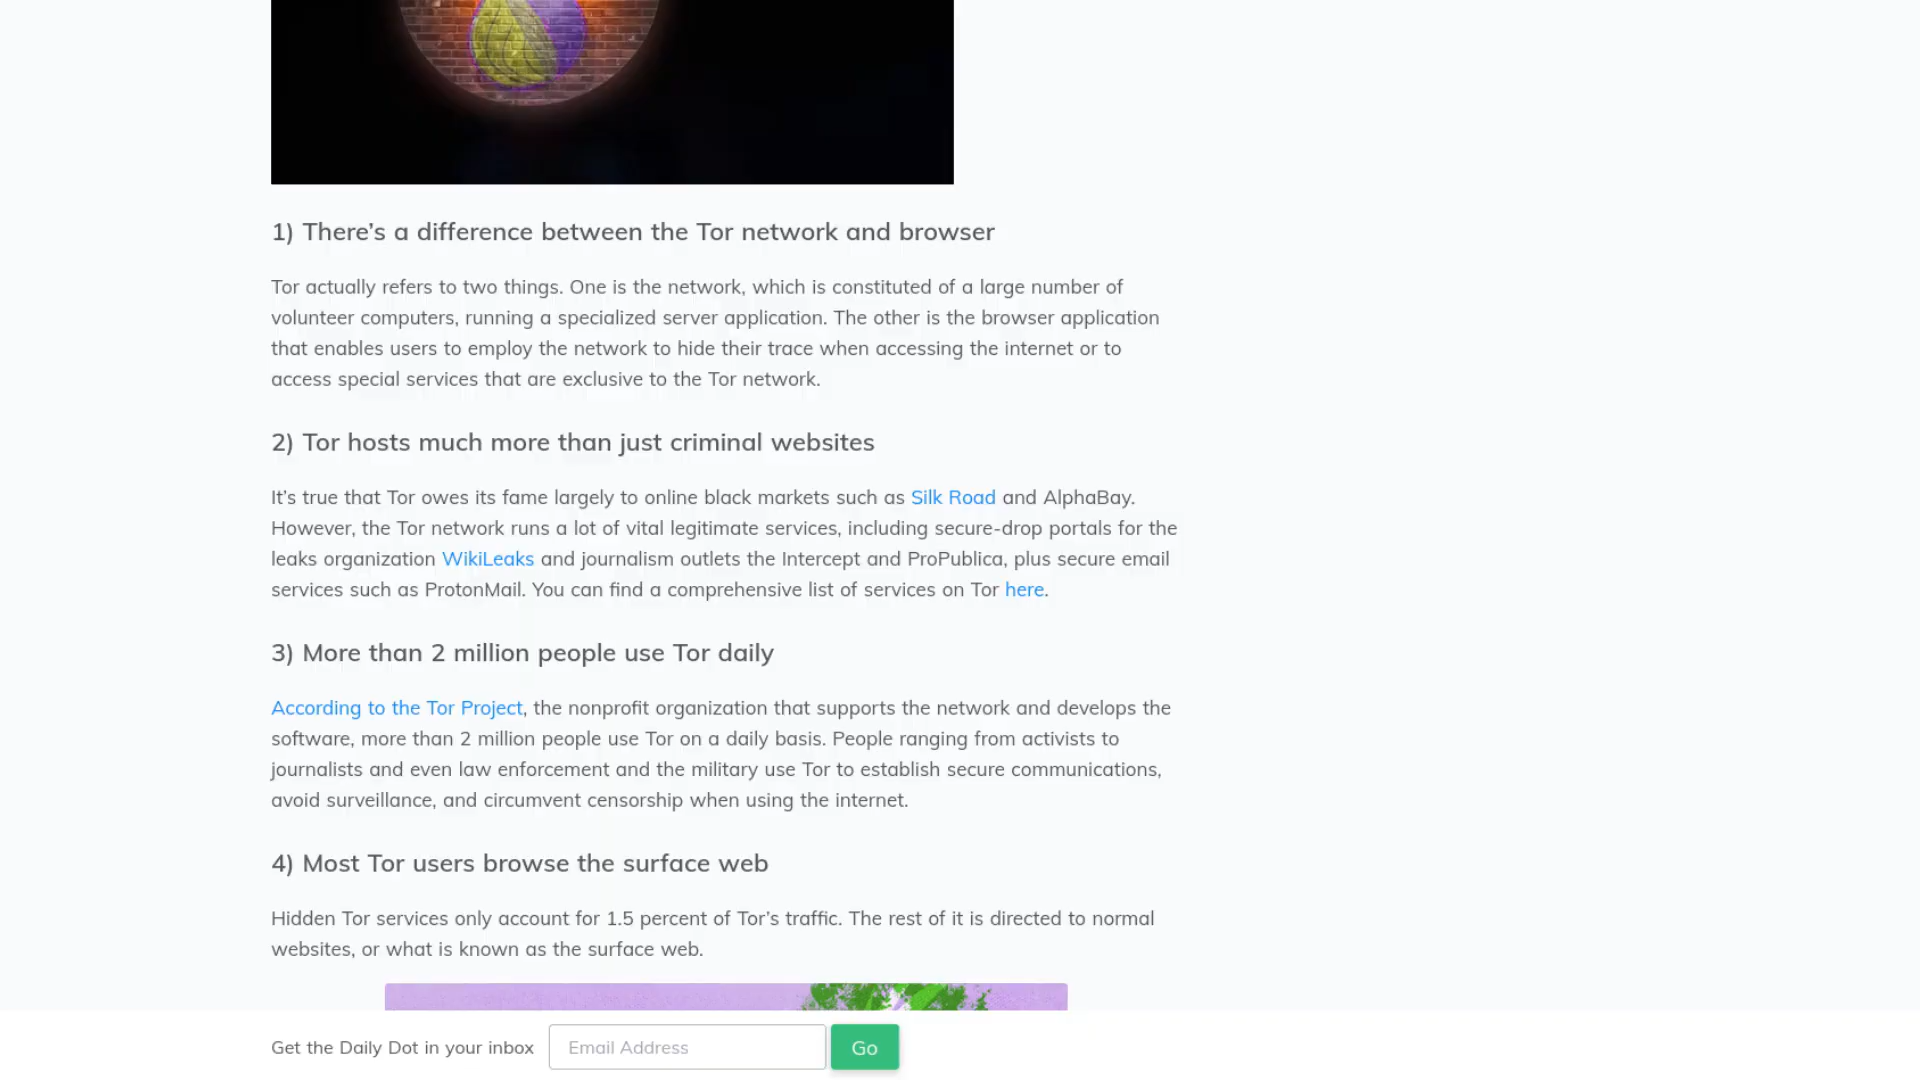 1) There’s a difference between the Tor network and browser
Tor actually refers to two things. One is the network, which is constituted of a large number of
volunteer computers, running a specialized server application. The other is the browser application
that enables users to employ the network to hide their trace when accessing the internet or to
access special services that are exclusive to the Tor network.
2) Tor hosts much more than just criminal websites
It’s true that Tor owes its fame largely to online black markets such as Silk Road and AlphaBay.
However, the Tor network runs a lot of vital legitimate services, including secure-drop portals for the
leaks organization WikiLeaks and journalism outlets the Intercept and ProPublica, plus secure email
services such as ProtonMail. You can find a comprehensive list of services on Tor here.
3) More than 2 million people use Tor daily
According to the Tor Project, the nonprofit organization that supports the network and develops the
software, more than 2 million people use Tor on a daily basis. People ranging from activists to
journalists and even law enforcement and the military use Tor to establish secure communications,
avoid surveillance, and circumvent censorship when using the internet.
4) Most Tor users browse the surface web
Hidden Tor services only account for 1.5 percent of Tor’s traffic. The rest of it is directed to normal
websites, or what is known as the surface web.
Get the Daily Dot in your inbox Email Address Go